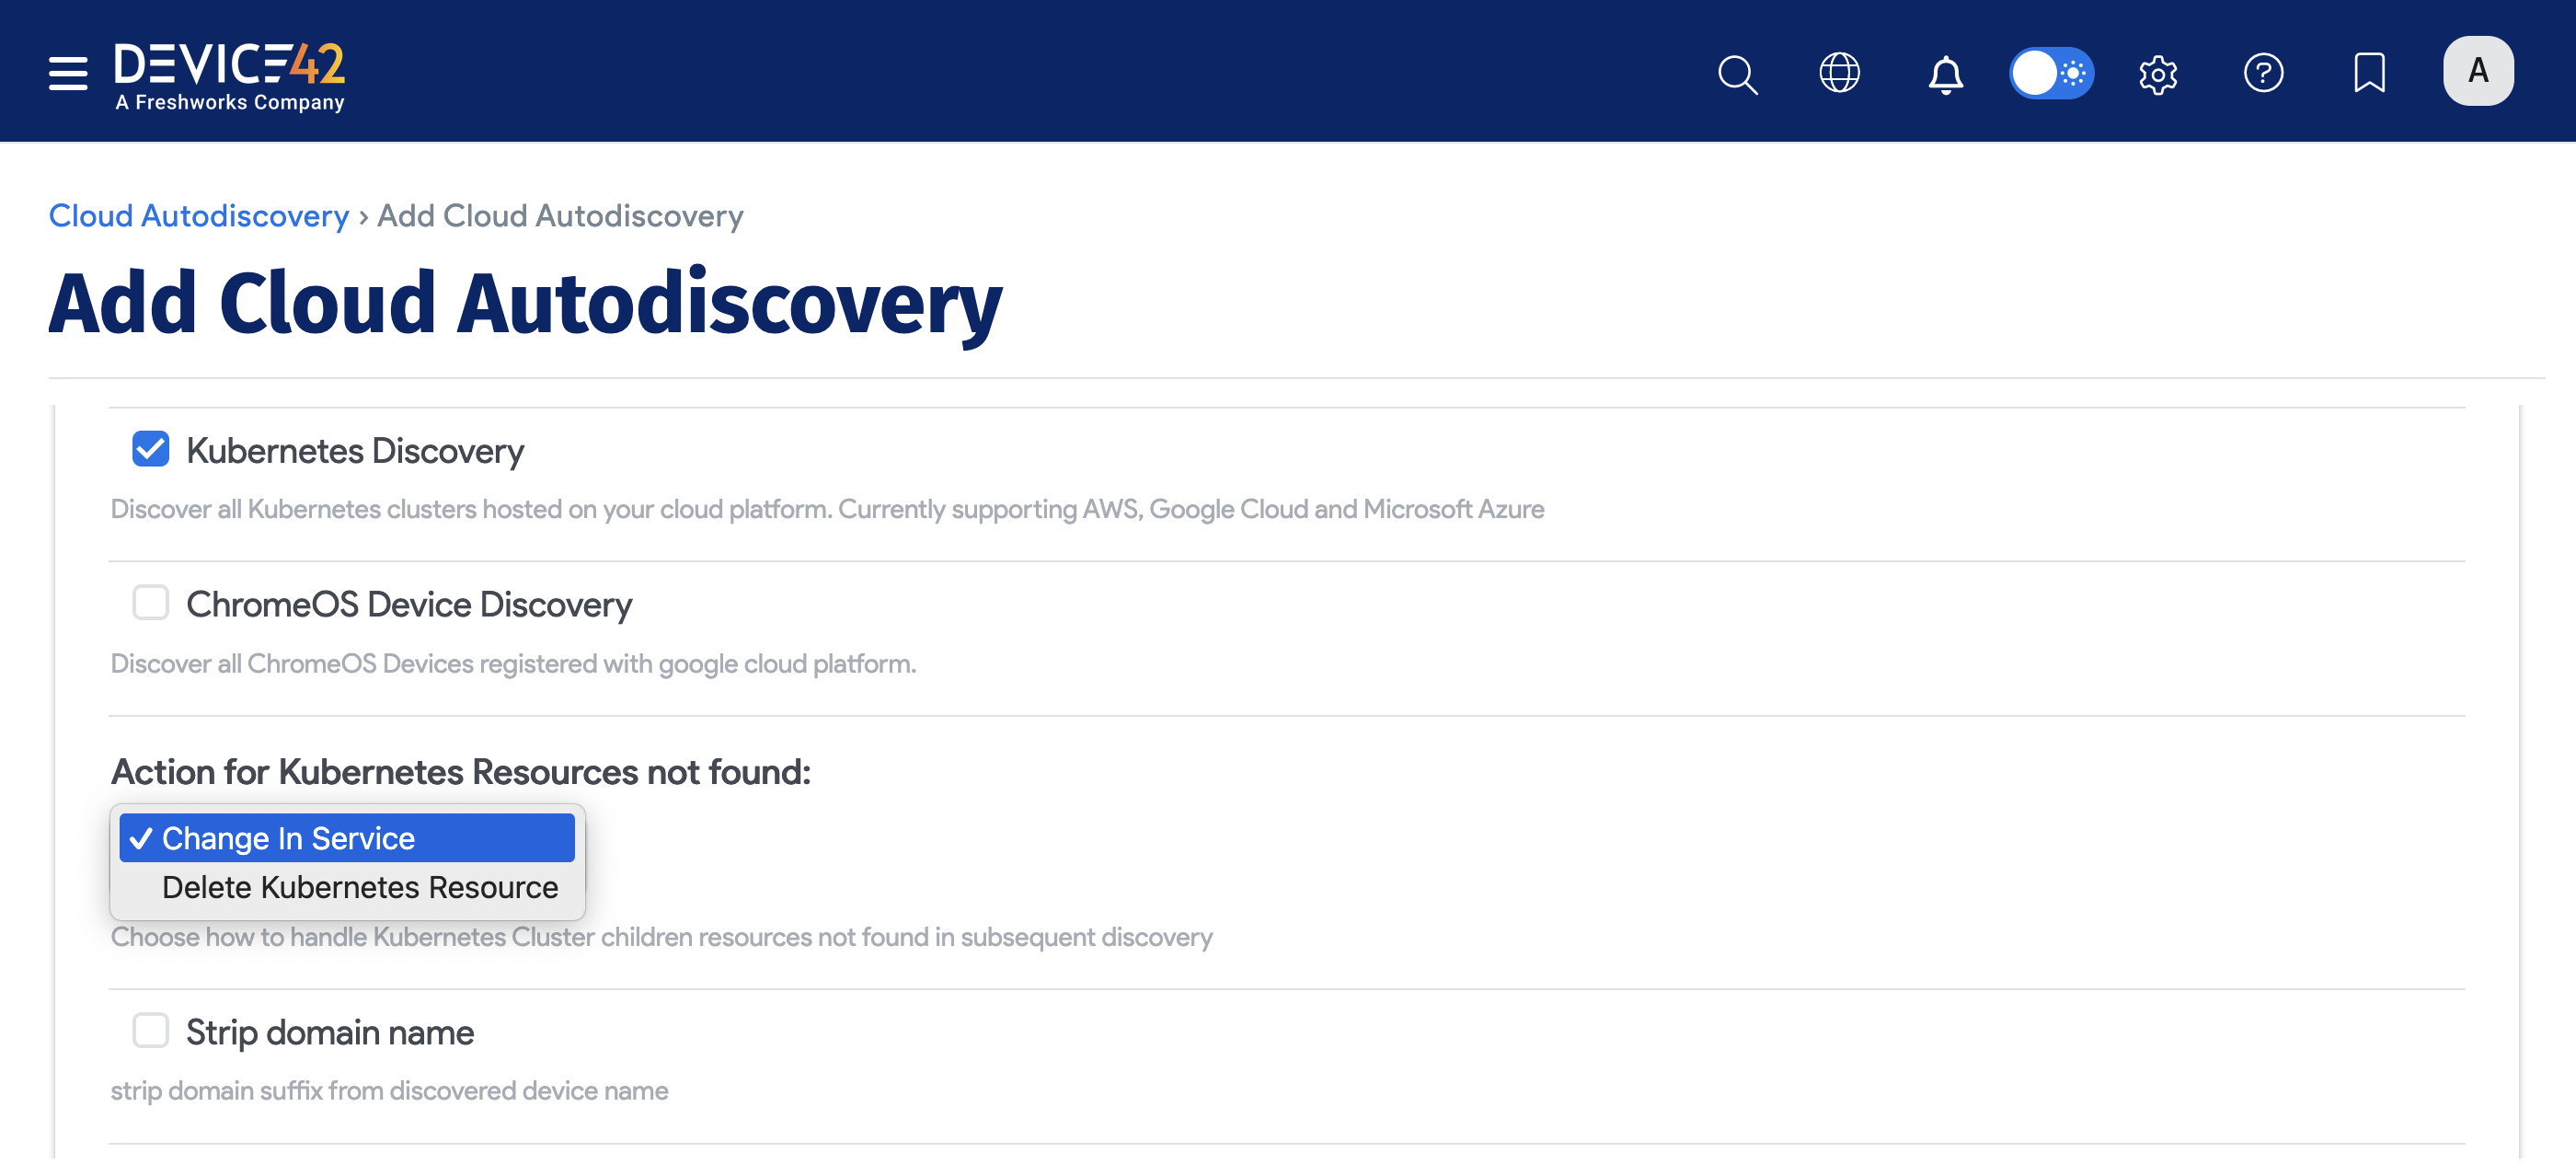 DEVICE42
A Freshworks Company
A
Cloud Autodiscovery › Add Cloud Autodiscovery
Add Cloud Autodiscovery
Kubernetes Discovery
Discover all Kubernetes clusters hosted on your cloud platform. Currently supporting AWS, Google Cloud and Microsoft Azure
ChromeOS Device Discovery
Discover all ChromeOS Devices registered with google cloud platform.
Action for Kubernetes Resources not found:
✓ Change In Service
Delete Kubernetes Resource
Choose how to handle Kubernetes Cluster children resources not found in subsequent discovery
Strip domain name
strip domain suffix from discovered device name